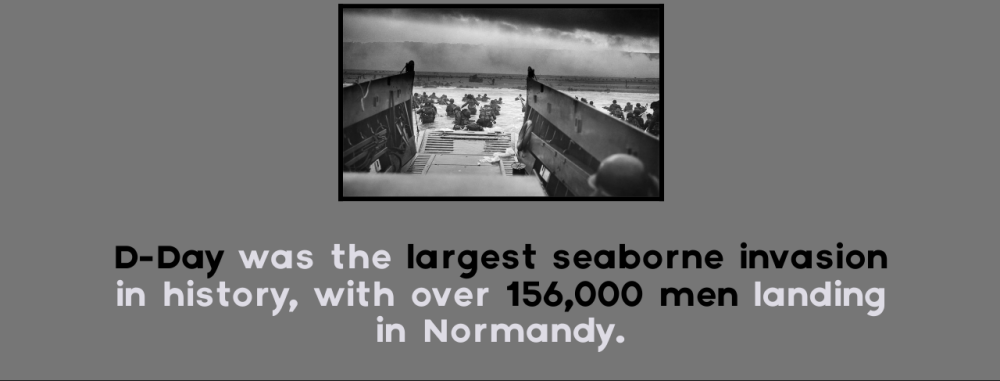 D-Day was the largest seaborne invasion
in history, with over 156,000 men landing
in Normandy.